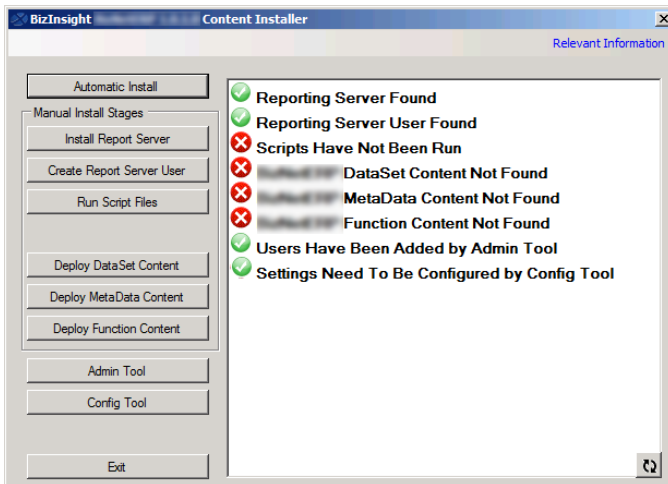 BizInsight Content Installer
Relevant Information
Automatic Install
Manual Install Stages
Install Report Server
Create Report Server User
Run Script Files
Deploy DataSet Content
Deploy MetaData Content
Deploy Function Content
Admin Tool
Config Tool
Exit
Reporting Server Found
Reporting Server User Found
Scripts Have Not Been Run
DataSet Content Not Found
MetaData Content Not Found
Function Content Not Found
Users Have Been Added by Admin Tool
Settings Need To Be Configured by Config Tool